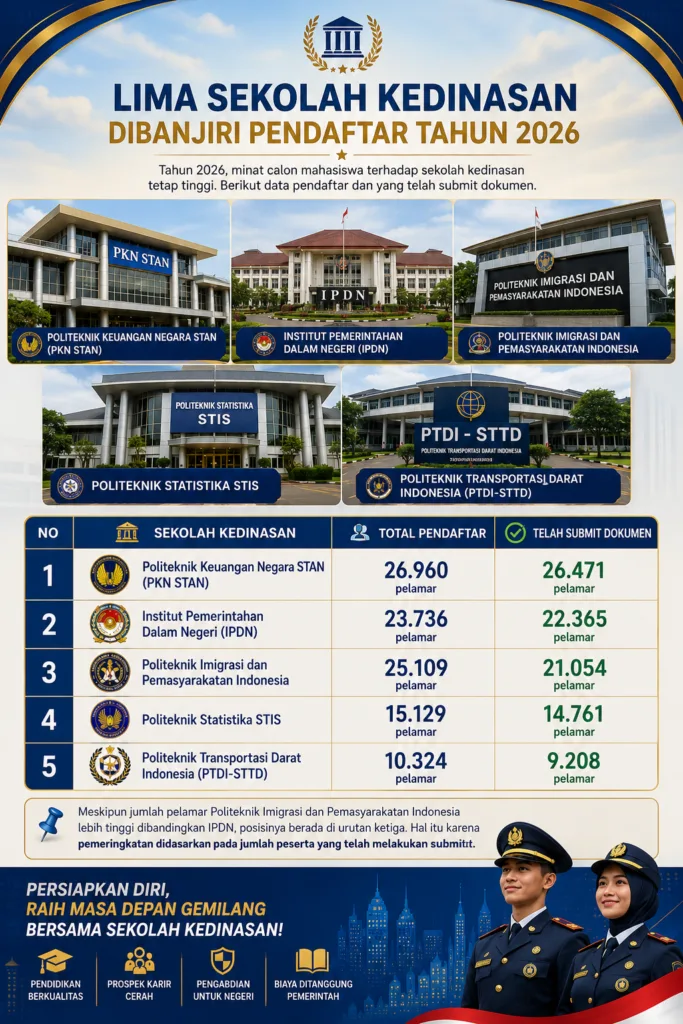 LIMA SEKOLAH KEDINASAN
DIBANJIRI PENDAFTAR TAHUN 2026
Tahun 2026, minat calon mahasiswa terhadap sekolah kedinasan
tetap tinggi. Berikut data pendaftar dan yang telah submit dokumen.
PKN STAN
POLITEKNIK KEUANGAN NEGARA STAN
(PKN STAN)
IPDN
INSTITUT PEMERINTAHAN
DALAM NEGERI (IPDN)
POLITEKNIK IMIGRASI DAN
PEMASYARAKATAN INDONESIA
POLITEKNIK IMIGRASI DAN
PEMASYARAKATAN INDONESIA
POLITEKNIK STATISTIKA
STIS
POLITEKNIK STATISTIKA STIS
PTDI - STTD
POLITEKNIK TRANSPORTASI DARAT INDONESIA
POLITEKNIK TRANSPORTASI DARAT
INDONESIA (PTDI-STTD)
NO SEKOLAH KEDINASAN TOTAL PENDAFTAR TELAH SUBMIT DOKUMEN
1 Politeknik Keuangan Negara STAN (PKN STAN) 26.960 pelamar 26.471 pelamar
2 Institut Pemerintahan Dalam Negeri (IPDN) 23.736 pelamar 22.365 pelamar
3 Politeknik Imigrasi dan Pemasyarakatan Indonesia 25.109 pelamar 21.054 pelamar
4 Politeknik Statistika STIS 15.129 pelamar 14.761 pelamar
5 Politeknik Transportasi Darat Indonesia (PTDI-STTD) 10.324 pelamar 9.208 pelamar
Meskipun jumlah pelamar Politeknik Imigrasi dan Pemasyarakatan Indonesia
lebih tinggi dibandingkan IPDN, posisinya berada di urutan ketiga. Hal itu karena
pemeringkatan didasarkan pada jumlah peserta yang telah melakukan submitıt.
PERSIAPKAN DIRI,
RAIH MASA DEPAN GEMILANG
BERSAMA SEKOLAH KEDINASAN!
PENDIDIKAN
BERKUALITAS
PROSPEK KARIR
CERAH
PENGABDIAN
UNTUK NEGERI
BIAYA DITANGGUNG
PEMERINTAH